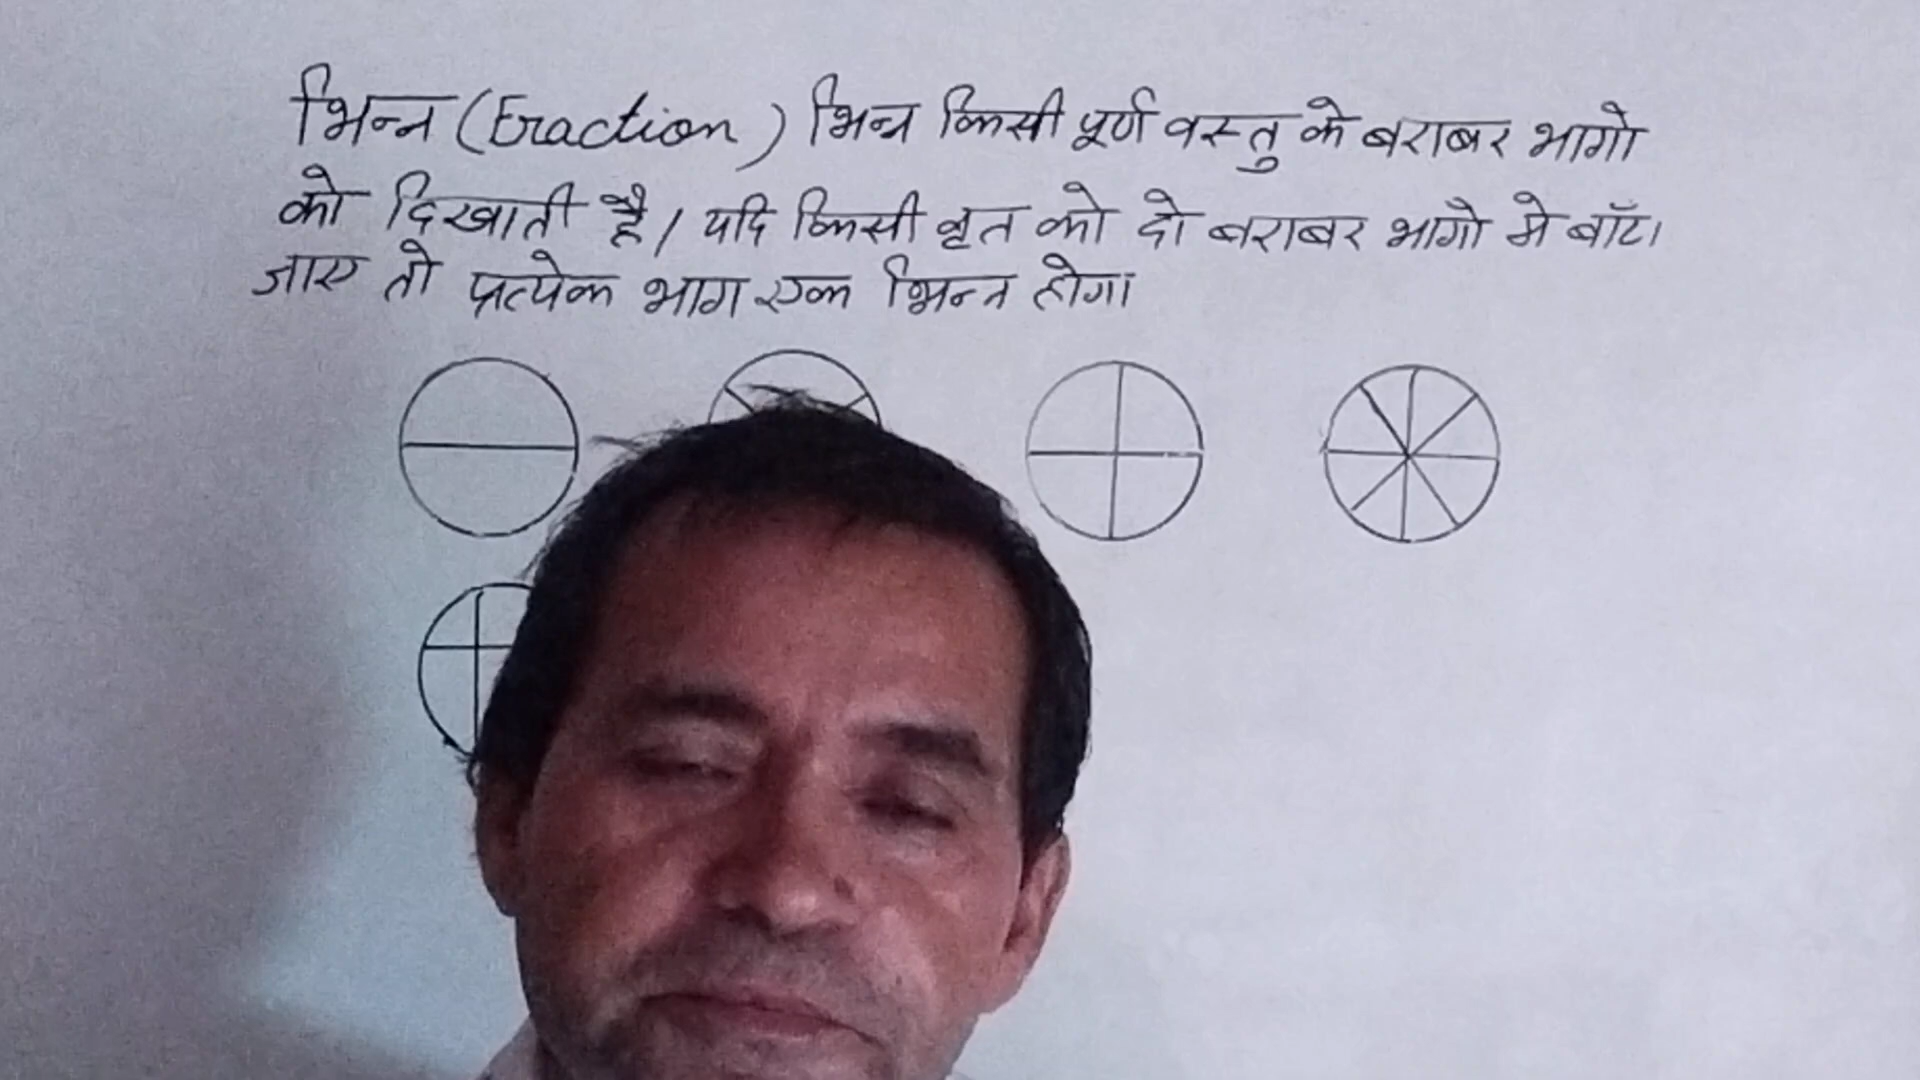 भिन्न (Fraction) भिन्न किसी पूर्ण वस्तु के बराबर भागो
को दिखाती है। यदि किसी वृत को दो बराबर भागो मे बाँटा
जाए तो प्रत्येक भाग एक भिन्न होगा